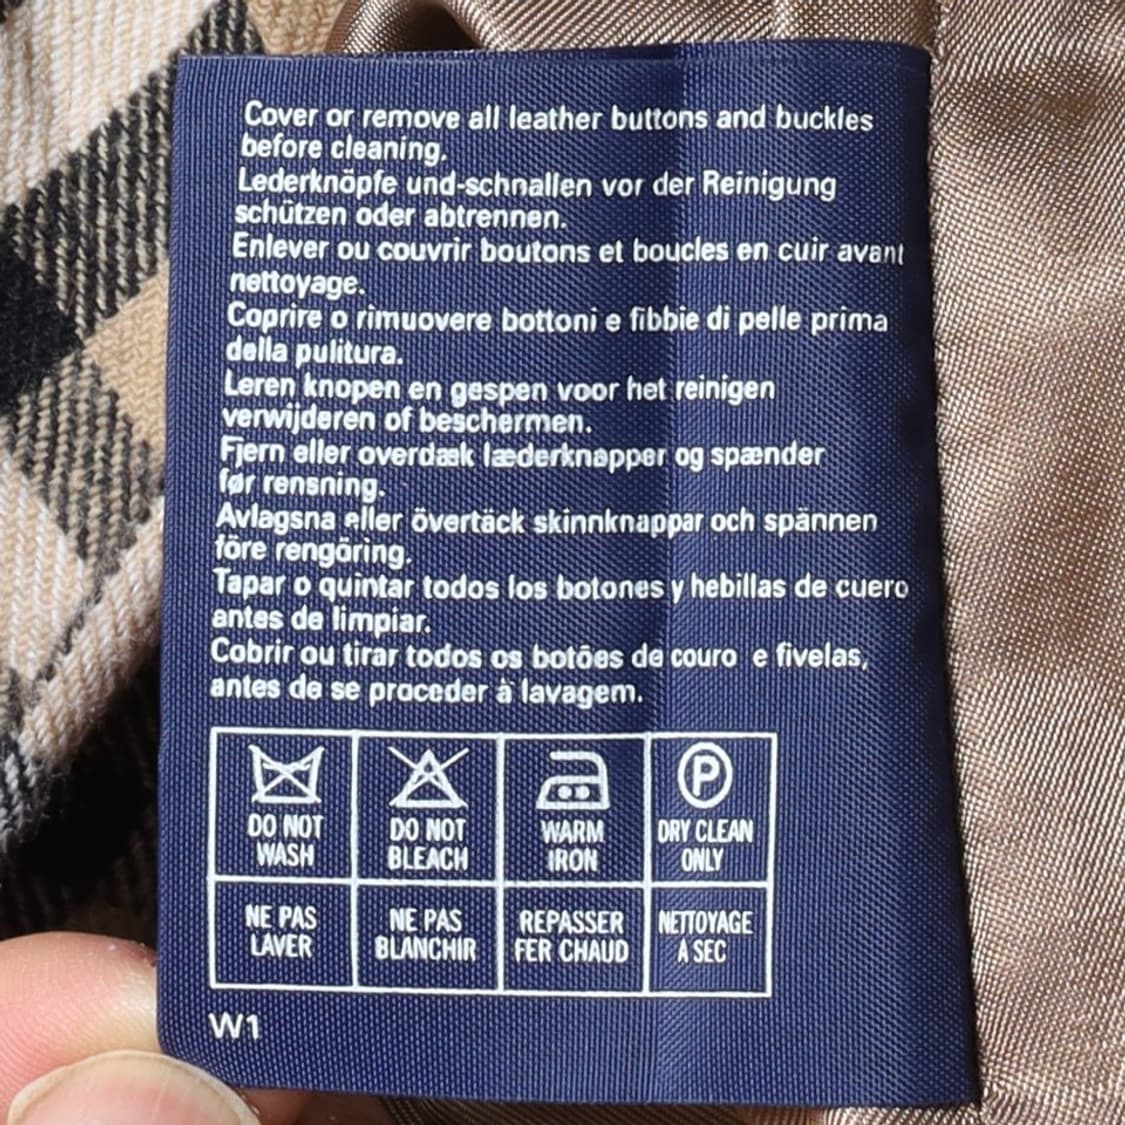 Cover or remove all leather buttons and buckles
before cleaning.
Lederknöpfe und-schnallen vor der Reinigung
schützen oder abtrennen.
Enlever ou couvrir boutons et boucles en cuir avant
nettoyage.
Coprire o rimuovere bottoni e fibbie di pelle prima
della pulitura.
Leren knopen en gespen voor het reinigen
verwijderen of beschermen.
Fjern eller overdæk læderknapper og spænder
før rensning.
Avlagsna eller övertäck skinnknappar och spännen
före rengöring.
Tapar o quintar todos los botones y hebillas de cuero
antes de limpiar.
Cobrir ou tirar todos os botões de couro e fivelas,
antes de se proceder à lavagem.
P
DO NOT WASH
DO NOT BLEACH
WARM IRON
DRY CLEAN ONLY
NE PAS LAVER
NE PAS BLANCHIR
REPASSER FER CHAUD
NETTOYAGE A SEC
W1